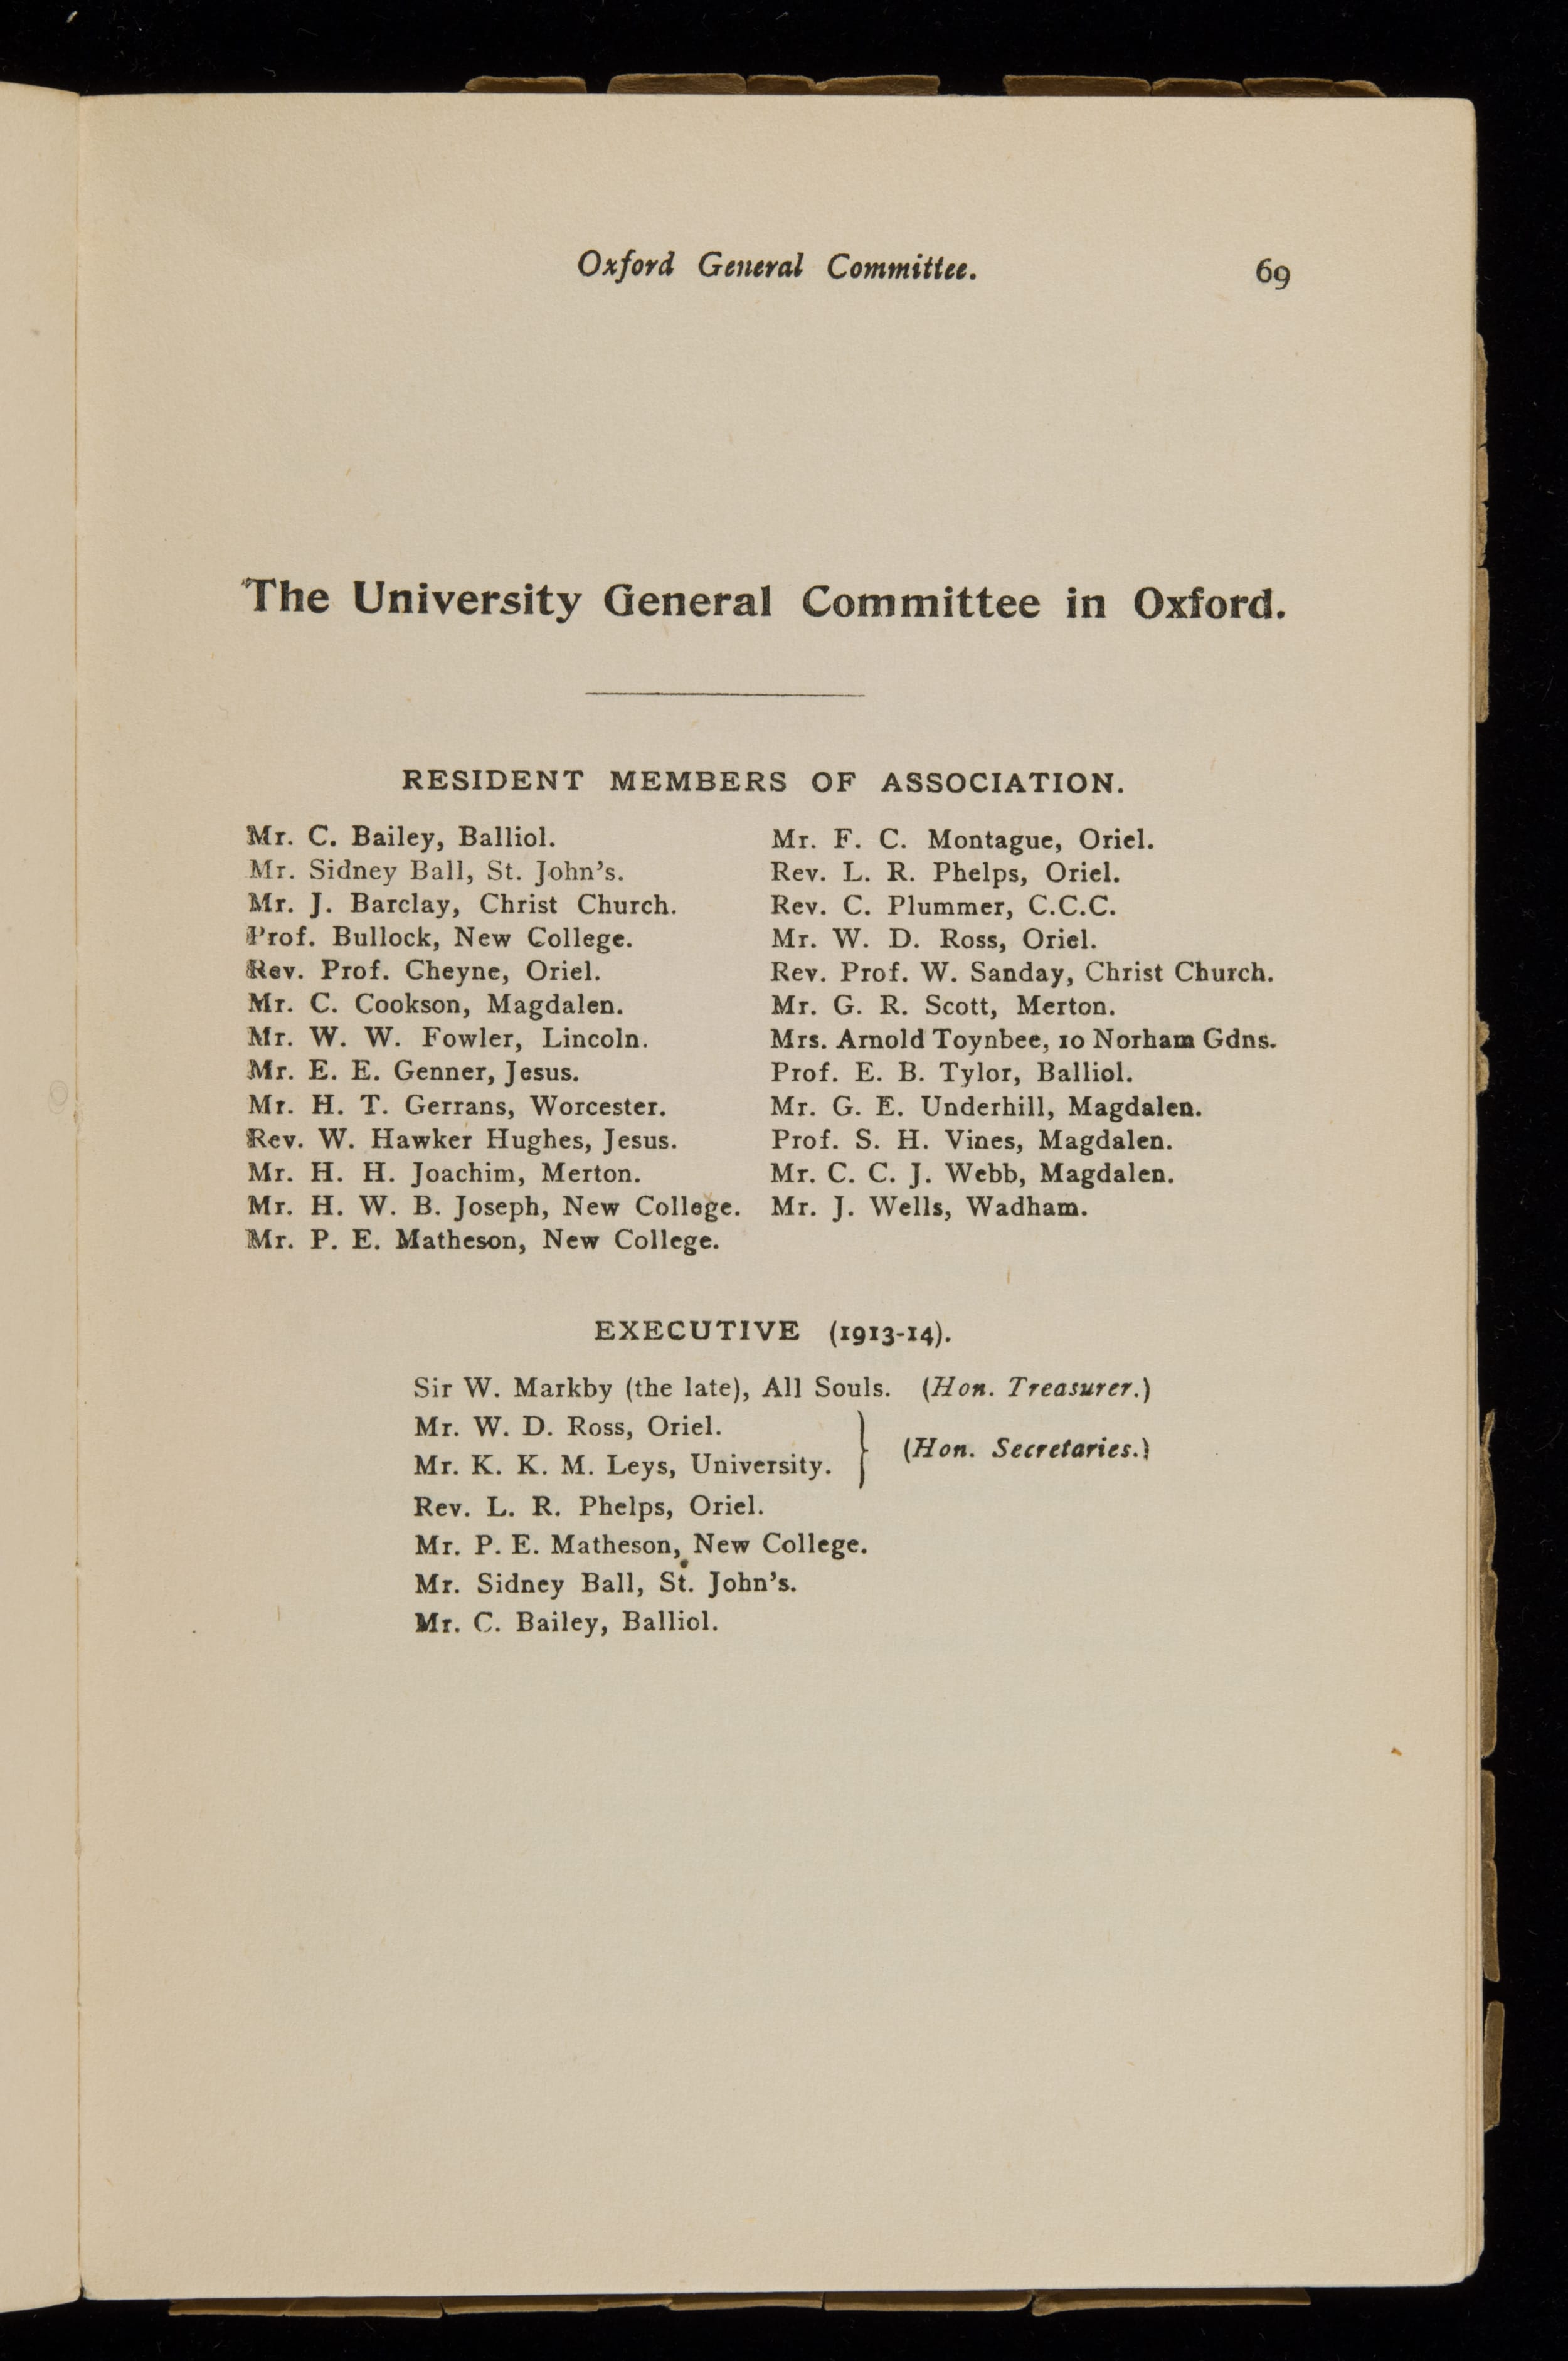 Oxford General Committee. 69
The University General Committee in Oxford.
RESIDENT MEMBERS OF ASSOCIATION.
Mr. C. Bailey, Balliol.
Mr. Sidney Ball, St. John's.
Mr. J. Barclay, Christ Church.
Prof. Bullock, New College.
Rev. Prof. Cheyne, Oriel.
Mr. C. Cookson, Magdalen.
Mr. W. W. Fowler, Lincoln.
Mr. E. E. Genner, Jesus.
Mr. H. T. Gerrans, Worcester.
Rev. W. Hawker Hughes, Jesus.
Mr. H. H. Joachim, Merton.
Mr. H. W. B. Joseph, New College.
Mr. P. E. Matheson, New College.
Mr. F. C. Montague, Oriel.
Rev. L. R. Phelps, Oriel.
Rev. C. Plummer, C.C.C.
Mr. W. D. Ross, Oriel.
Rev. Prof. W. Sanday, Christ Church.
Mr. G. R. Scott, Merton.
Mrs. Arnold Toynbee, 10 Norham Gdns.
Prof. E. B. Tylor, Balliol.
Mr. G. E. Underhill, Magdalen.
Prof. S. H. Vines, Magdalen.
Mr. C. C. J. Webb, Magdalen.
Mr. J. Wells, Wadham.
EXECUTIVE (1913-14).
Sir W. Markby (the late), All Souls. (Hon. Treasurer.)
Mr. W. D. Ross, Oriel.
Mr. K. K. M. Leys, University.
(Hon. Secretaries.)
Rev. L. R. Phelps, Oriel.
Mr. P. E. Matheson, New College.
Mr. Sidney Ball, St. John's.
Mr. C. Bailey, Balliol.